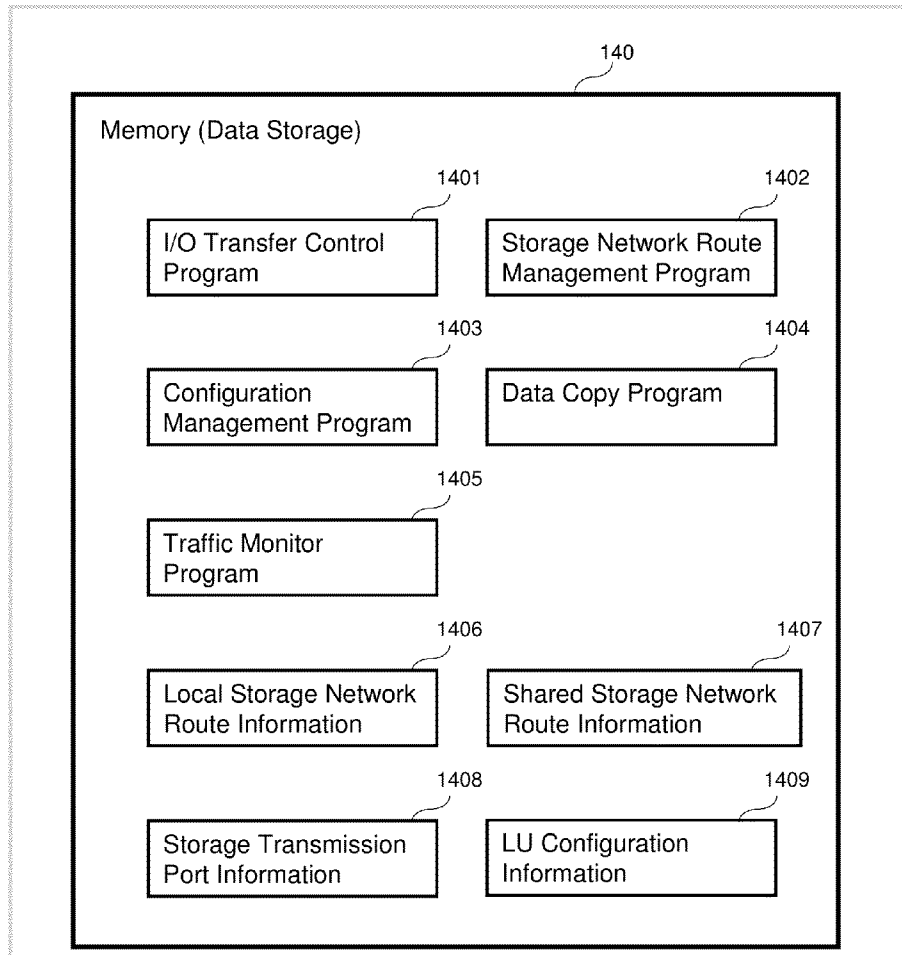 140
Memory (Data Storage)
1401
1402
I/O Transfer Control
Program
Storage Network Route
Management Program
1403
1404
Configuration
Management Program
Data Copy Program
1405
Traffic Monitor
Program
1406
1407
Local Storage Network
Route Information
Shared Storage Network
Route Information
1408
1409
Storage Transmission
Port Information
LU Configuration
Information